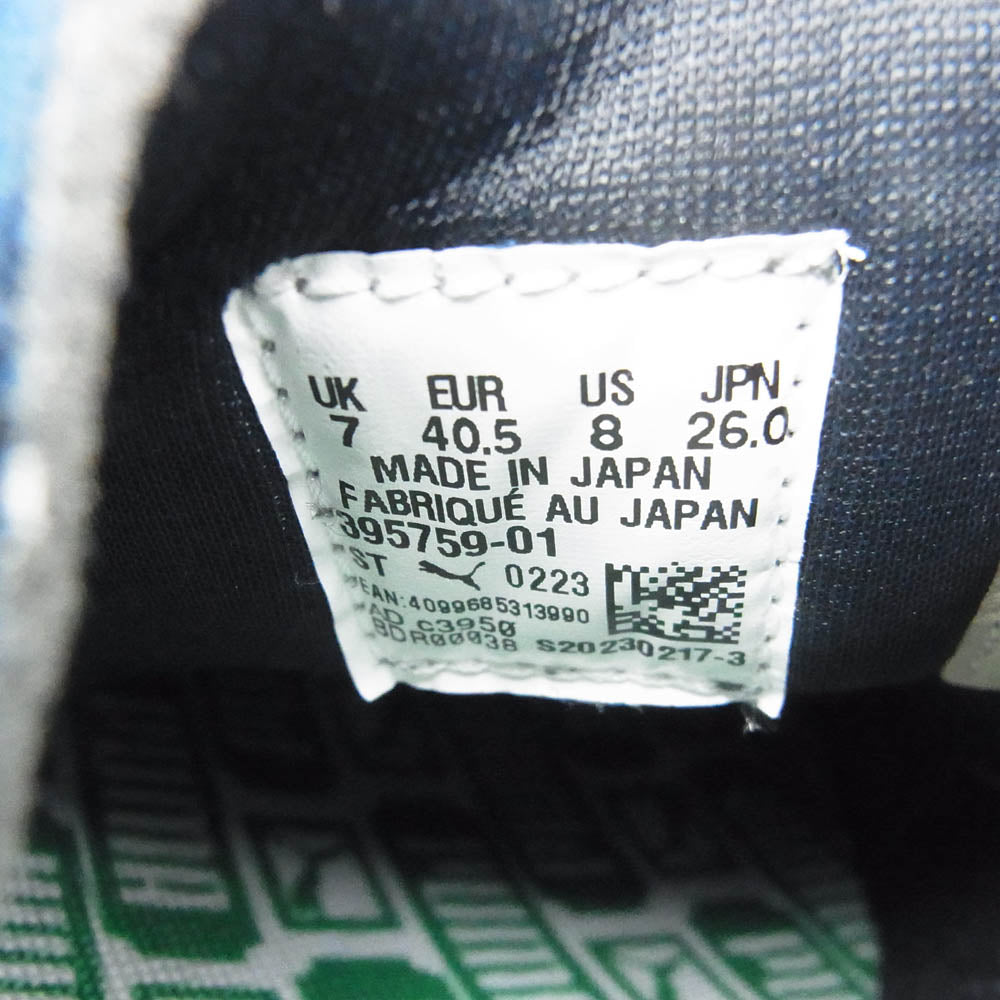 UK EUR US JPN
7 40.5 8 26.0
MADE IN JAPAN
FABRIQUÉ AU JAPAN
395759-01
ST 0223
EAN:4099685313990
AD c3950
BDR00038 S20230217-3